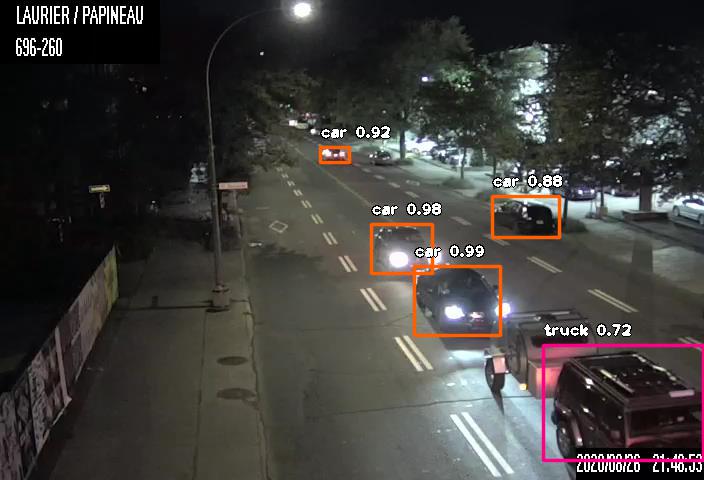 LAURIER / PAPINEAU
696-260
car 0.92
car 0.88
car 0.98
car 0.99
truck 0.72
2020/08/26 21:48:53